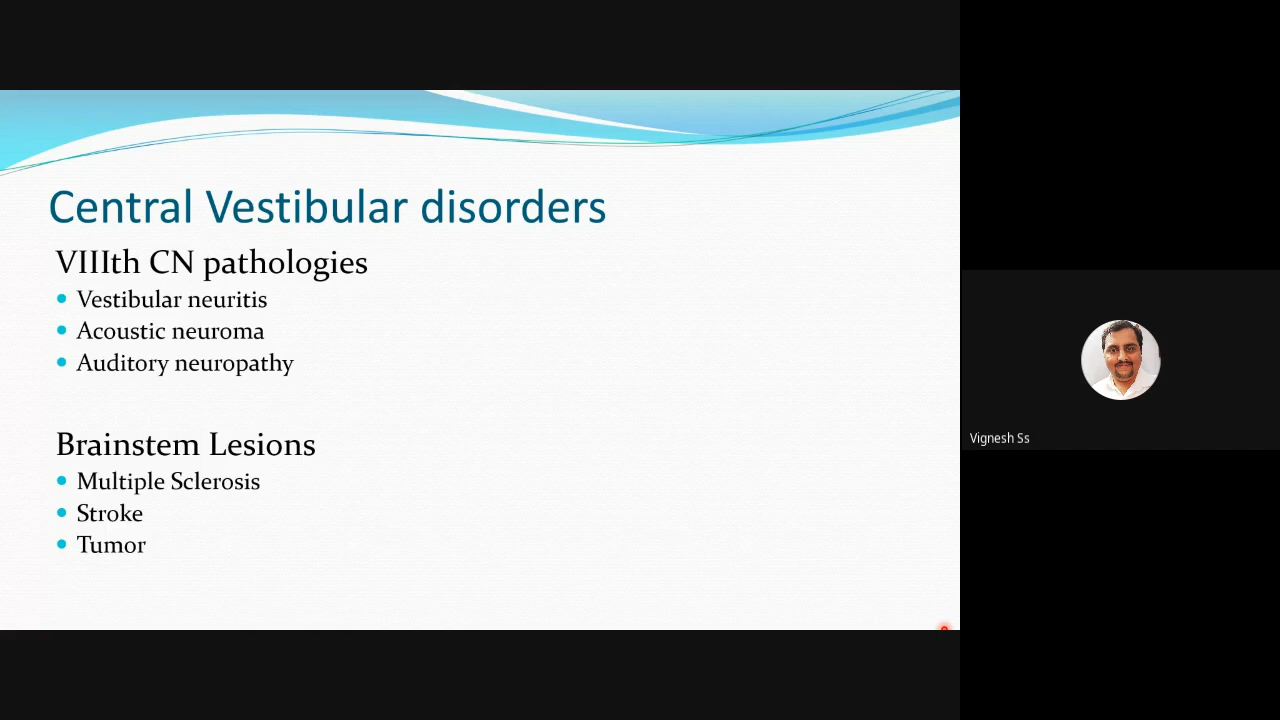 Central Vestibular disorders
VIIIth CN pathologies
Vestibular neuritis
Acoustic neuroma
Auditory neuropathy
Brainstem Lesions
Multiple Sclerosis
Stroke
Tumor
Vignesh Ss